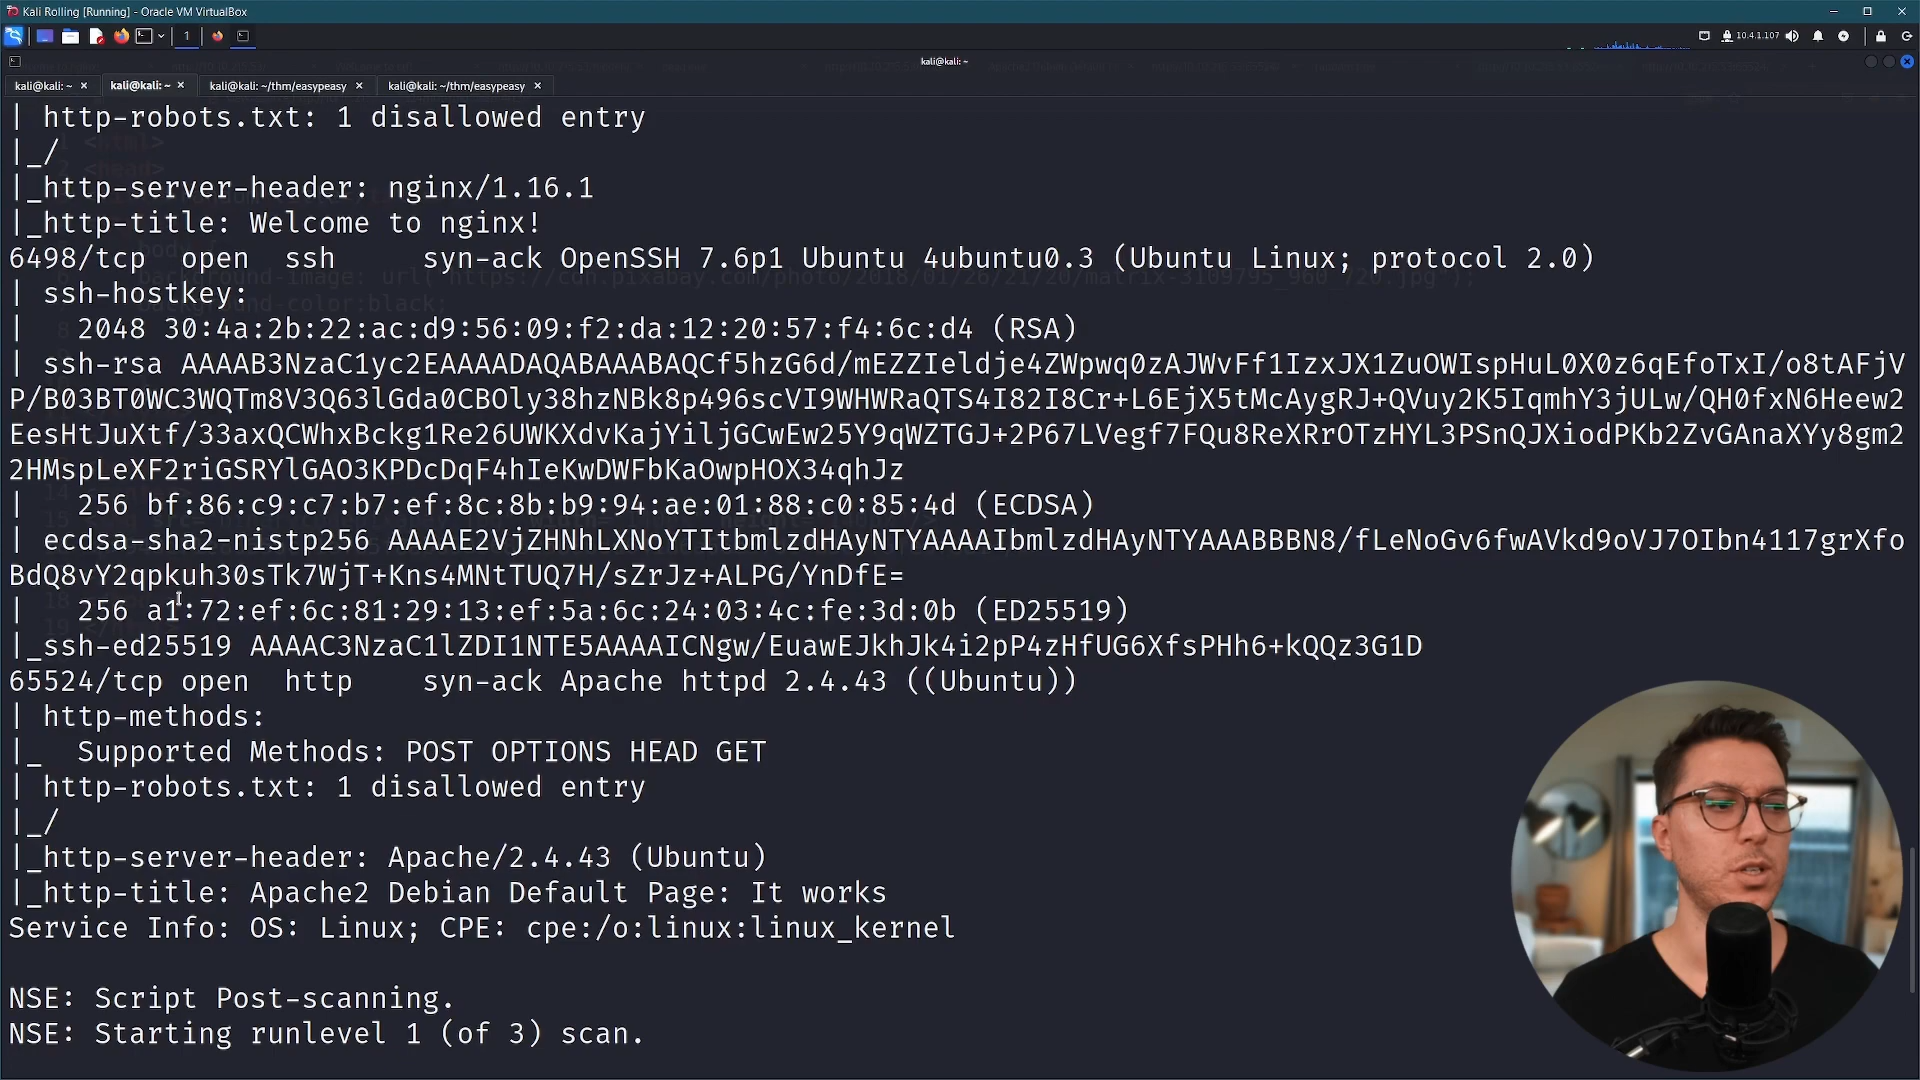 Kali Rolling [Running] - Oracle VM VirtualBox
1
10.4.1.107
kali@kali: ~
kali@kali: ~ × kali@kali: ~ × kali@kali: ~/thm/easypeasy × kali@kali: ~/thm/easypeasy ×
| http-robots.txt: 1 disallowed entry
|_/
|_http-server-header: nginx/1.16.1
|_http-title: Welcome to nginx!
6498/tcp open ssh syn-ack OpenSSH 7.6p1 Ubuntu 4ubuntu0.3 (Ubuntu Linux; protocol 2.0)
| ssh-hostkey:
| 2048 30:4a:2b:22:ac:d9:56:09:f2:da:12:20:57:f4:6c:d4 (RSA)
| ssh-rsa AAAAB3NzaC1yc2EAAAADAQABAAABAQCf5hzG6d/mEZZIeldje4ZWpwq0zAJWvFf1IzxJX1ZuOWIspHuL0X0z6qEfoTxI/o8tAFjV
P/B03BT0WC3WQTm8V3Q63lGda0CBOly38hzNBk8p496scVI9WHWRaQTS4I82I8Cr+L6EjX5tMcAygRJ+QVuy2K5IqmhY3jULw/QH0fxN6Heew2
EesHtJuXtf/33axQCWhxBckg1Re26UWKXdvKajYiljGCwEw25Y9qWZTGJ+2P67LVegf7FQu8ReXRrOTzHYL3PSnQJXiodPKb2ZvGAnaXYy8gm2
2HMspLeXF2riGSRYlGAO3KPDcDqF4hIeKwDWFbKaOwpHOX34qhJz
| 256 bf:86:c9:c7:b7:ef:8c:8b:b9:94:ae:01:88:c0:85:4d (ECDSA)
| ecdsa-sha2-nistp256 AAAAE2VjZHNhLXNoYTItbmlzdHAyNTYAAAAIbmlzdHAyNTYAAABBBN8/fLeNoGv6fwAVkd9oVJ7OIbn4117grXfo
BdQ8vY2qpkuh30sTk7WjT+Kns4MNtTUQ7H/sZrJz+ALPG/YnDfE=
| 256 a1:72:ef:6c:81:29:13:ef:5a:6c:24:03:4c:fe:3d:0b (ED25519)
|_ssh-ed25519 AAAAC3NzaC1lZDI1NTE5AAAAICNgw/EuawEJkhJk4i2pP4zHfUG6XfsPHh6+kQQz3G1D
65524/tcp open http syn-ack Apache httpd 2.4.43 ((Ubuntu))
| http-methods:
|_ Supported Methods: POST OPTIONS HEAD GET
| http-robots.txt: 1 disallowed entry
|_/
|_http-server-header: Apache/2.4.43 (Ubuntu)
|_http-title: Apache2 Debian Default Page: It works
Service Info: OS: Linux; CPE: cpe:/o:linux:linux_kernel
NSE: Script Post-scanning.
NSE: Starting runlevel 1 (of 3) scan.